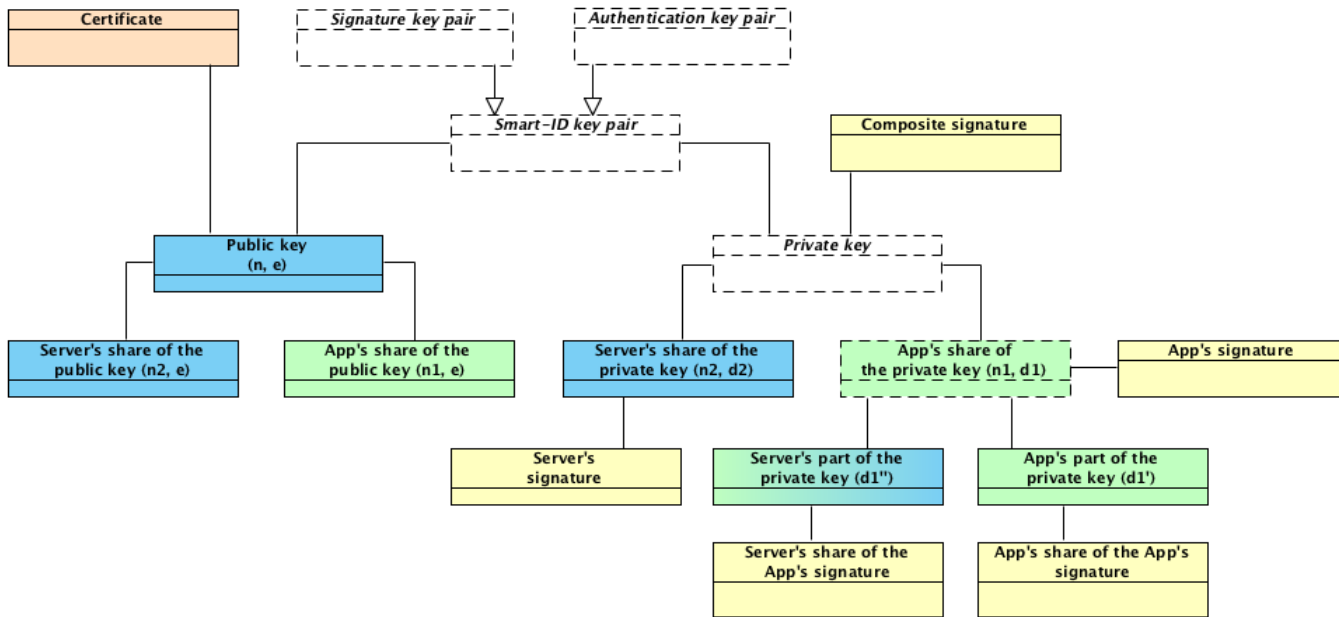 Certificate
Signature key pair
Authentication key pair
Smart-ID key pair
Composite signature
Public key
(n, e)
Private key
Server's share of the
public key (n2, e)
App's share of the
public key (n1, e)
Server's share of the
private key (n2, d2)
App's share of
the private key (n1, d1)
App's signature
Server's
signature
Server's part of the
private key (d1'')
App's part of the
private key (d1')
Server's share of the
App's signature
App's share of the App's
signature